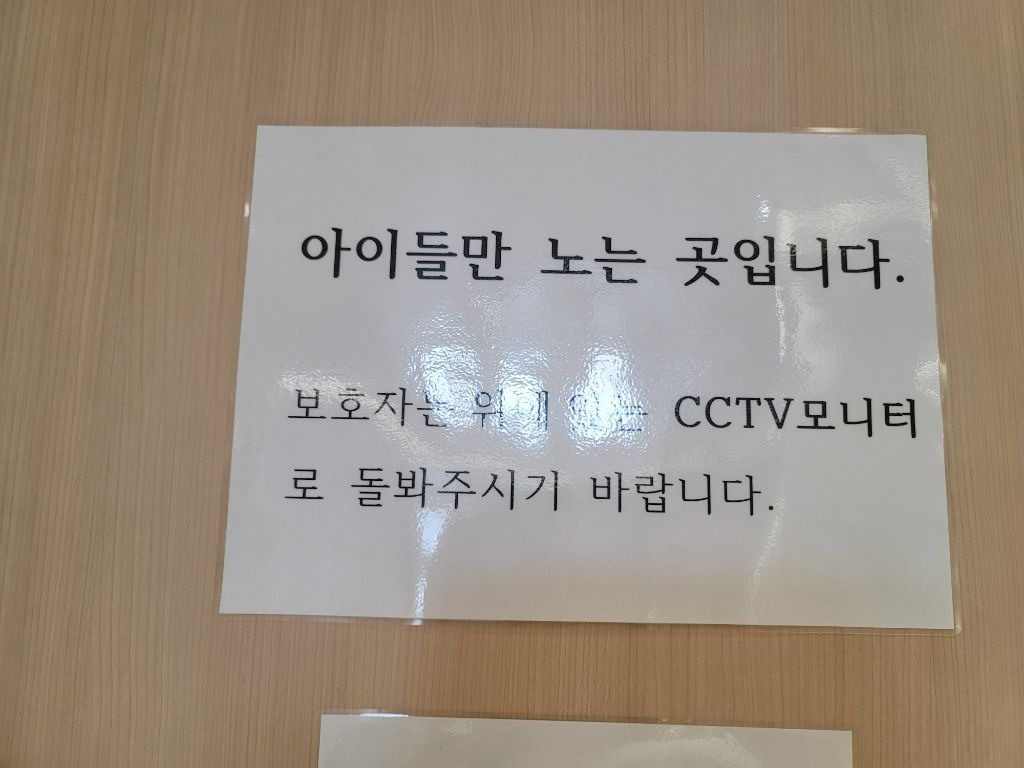 아이들만 노는 곳입니다.
보호자는 위에 있는 CCTV모니터
로 돌봐주시기 바랍니다.